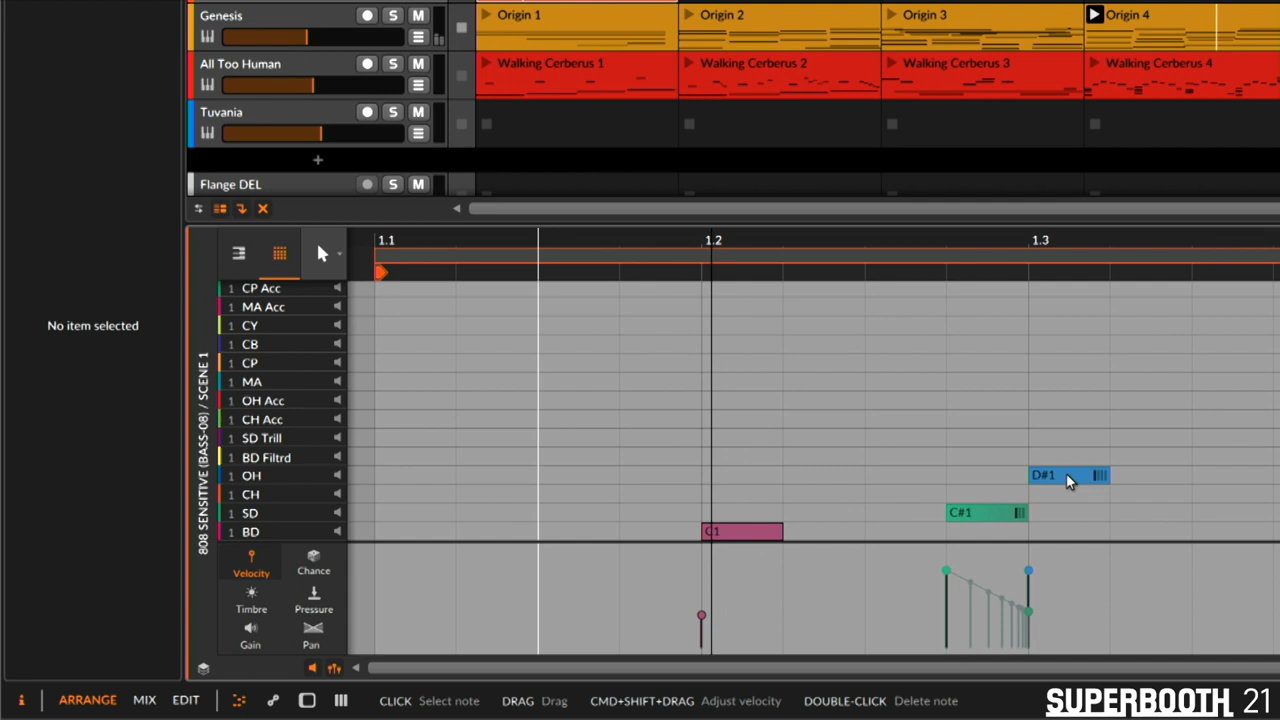 Genesis S M Origin 1 Origin 2 Origin 3 Origin 4
All Too Human S M Walking Cerberus 1 Walking Cerberus 2 Walking Cerberus 3 Walking Cerberus 4
Tuvania S M
+
Flange DEL S M
1.1 1.2 1.3
No item selected
808 SENSITIVE (BASS-08) / SCENE 1
1 CP Acc
1 MA Acc
1 CY
1 CB
1 CP
1 MA
1 OH Acc
1 CH Acc
1 SD Trill
1 BD Filtrd
1 OH D#1
1 CH
1 SD C#1
1 BD C1
Velocity Chance
Timbre Pressure
Gain Pan
i ARRANGE MIX EDIT CLICK Select note DRAG Drag CMD+SHIFT+DRAG Adjust velocity DOUBLE-CLICK Delete note
SUPERBOOTH 21